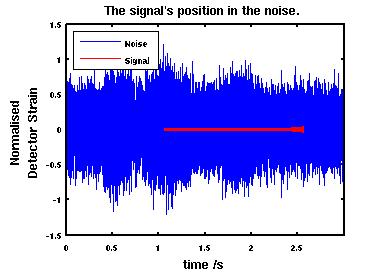 The signal's position in the noise.
1.5
Noise
Signal
1
0.5
0
-0.5
-1
-1.5
Normalised
Detector Strain
0 0.5 1 1.5 2 2.5
time /s